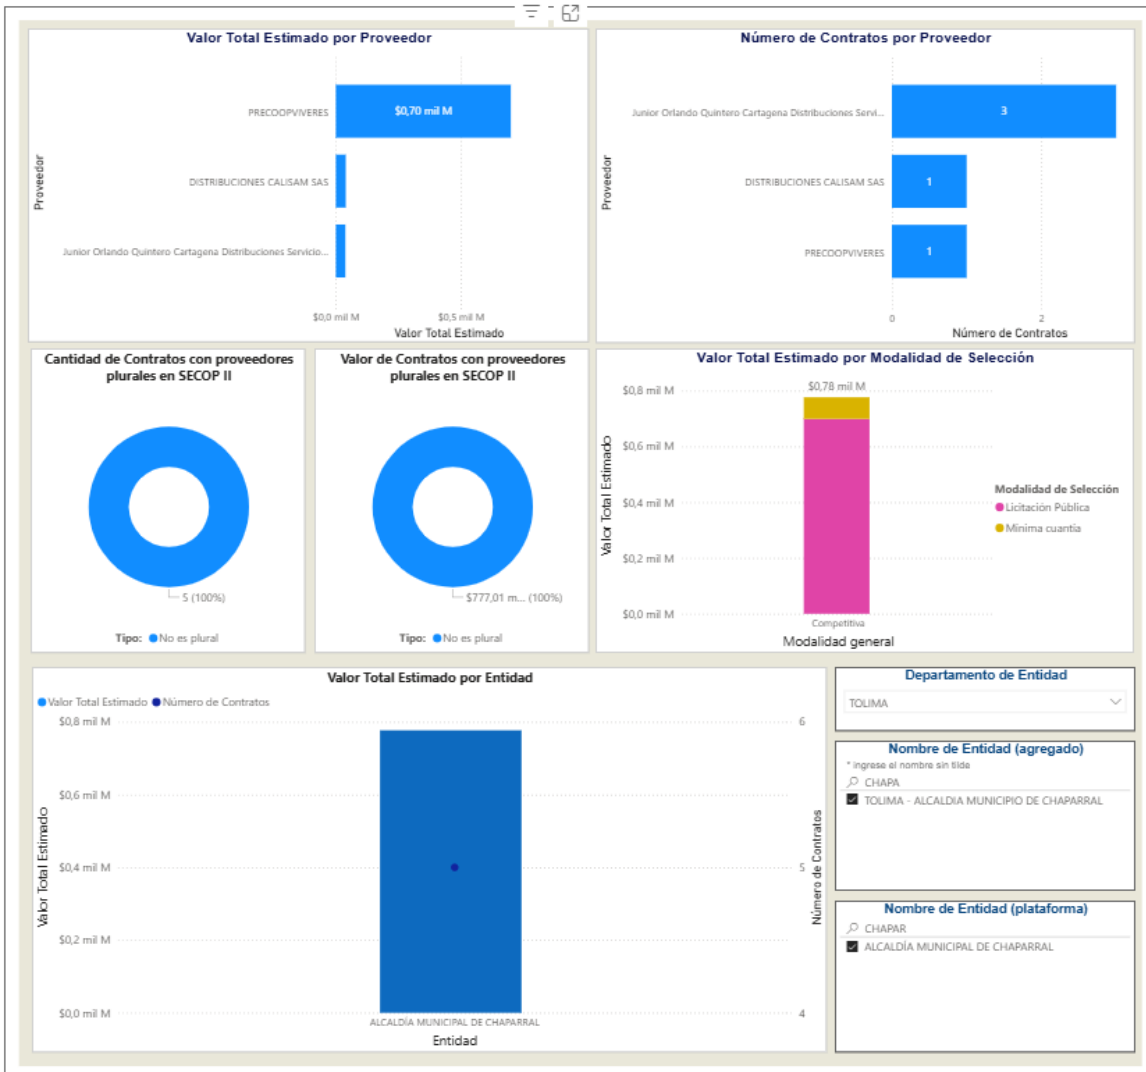 Valor Total Estimado por Proveedor
Proveedor
PRECOOPVIVERES
$0,70 mil M
DISTRIBUCIONES CALISAM SAS
Junior Orlando Quintero Cartagena Distribuciones Servicio...
$0,0 mil M
$0,5 mil M
Valor Total Estimado
Número de Contratos por Proveedor
Proveedor
Junior Orlando Quintero Cartagena Distribuciones Servi...
3
DISTRIBUCIONES CALISAM SAS
1
PRECOOPVIVERES
1
0
2
Número de Contratos
Cantidad de Contratos con proveedores
plurales en SECOP II
5 (100%)
Tipo: No es plural
Valor de Contratos con proveedores
plurales en SECOP II
$777,01 m... (100%)
Tipo: No es plural
Valor Total Estimado por Modalidad de Selección
Valor Total Estimado
$0,78 mil M
$0,8 mil M
$0,6 mil M
$0,4 mil M
$0,2 mil M
$0,0 mil M
Competitiva
Modalidad general
Modalidad de Selección
Licitación Pública
Mínima cuantía
Valor Total Estimado por Entidad
Valor Total Estimado Número de Contratos
Valor Total Estimado
$0,8 mil M
$0,6 mil M
$0,4 mil M
$0,2 mil M
$0,0 mil M
6
5
4
Número de Contratos
ALCALDÍA MUNICIPAL DE CHAPARRAL
Entidad
Departamento de Entidad
TOLIMA
Nombre de Entidad (agregado)
* ingrese el nombre sin tilde
CHAPA
TOLIMA - ALCALDIA MUNICIPIO DE CHAPARRAL
Nombre de Entidad (plataforma)
CHAPAR
ALCALDÍA MUNICIPAL DE CHAPARRAL